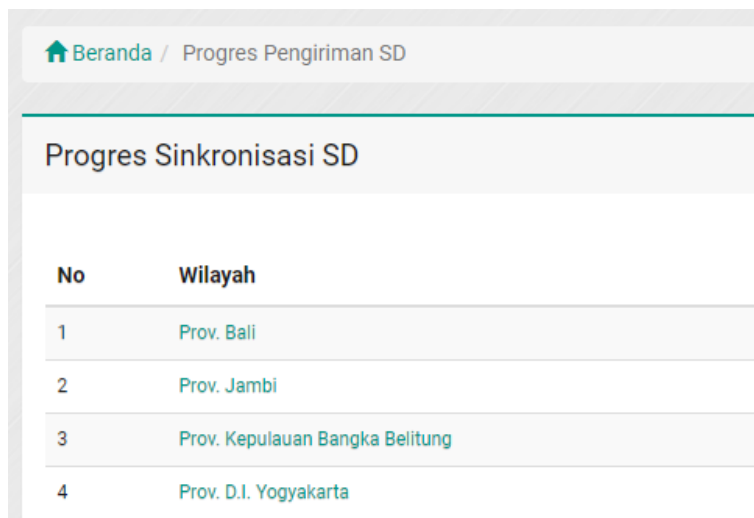 Beranda / Progres Pengiriman SD
Progres Sinkronisasi SD
No Wilayah
1 Prov. Bali
2 Prov. Jambi
3 Prov. Kepulauan Bangka Belitung
4 Prov. D.I. Yogyakarta